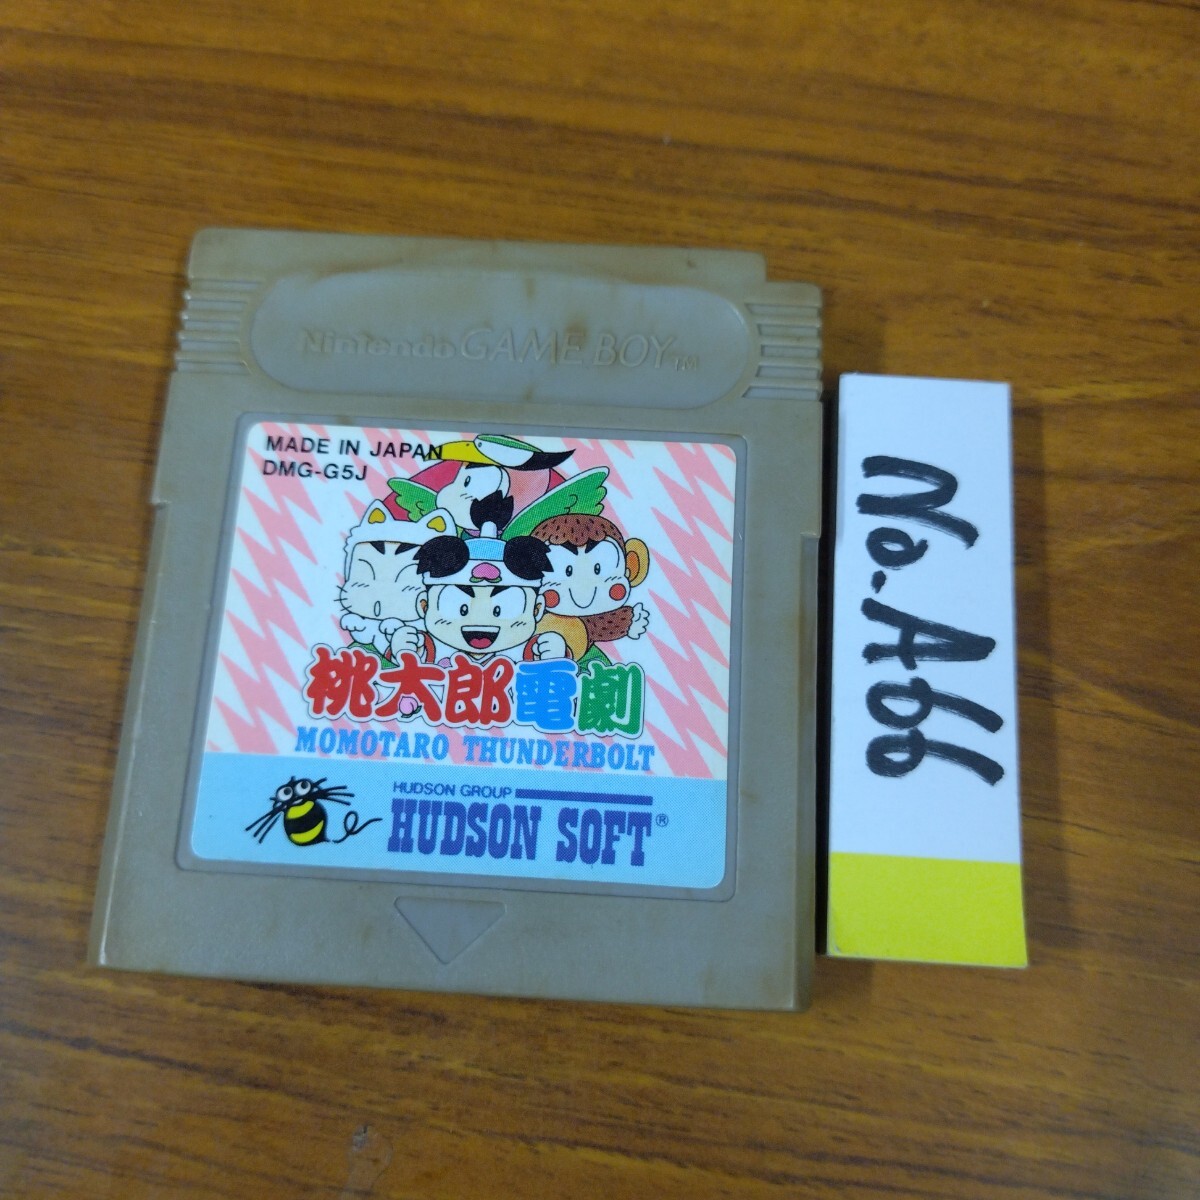 Nintendo GAME BOY TM
MADE IN JAPAN
DMG-G5J
桃太郎電劇
MOMOTARO THUNDERBOLT
HUDSON GROUP
HUDSON SOFT®
No.A66